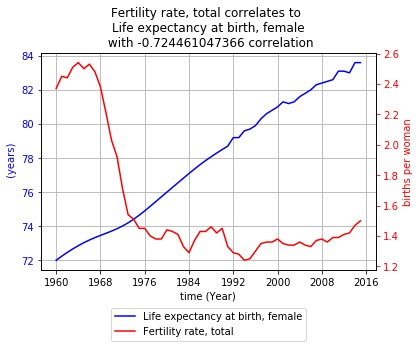 Fertility rate, total correlates to
Life expectancy at birth, female
with -0.724461047366 correlation
84
82
80
78
76
74
72
(years)
2.6
2.4
2.2
2.0
1.8
1.6
1.4
1.2
births per woman
1960 1968 1976 1984 1992 2000 2008 2016
time (Year)
Life expectancy at birth, female
Fertility rate, total